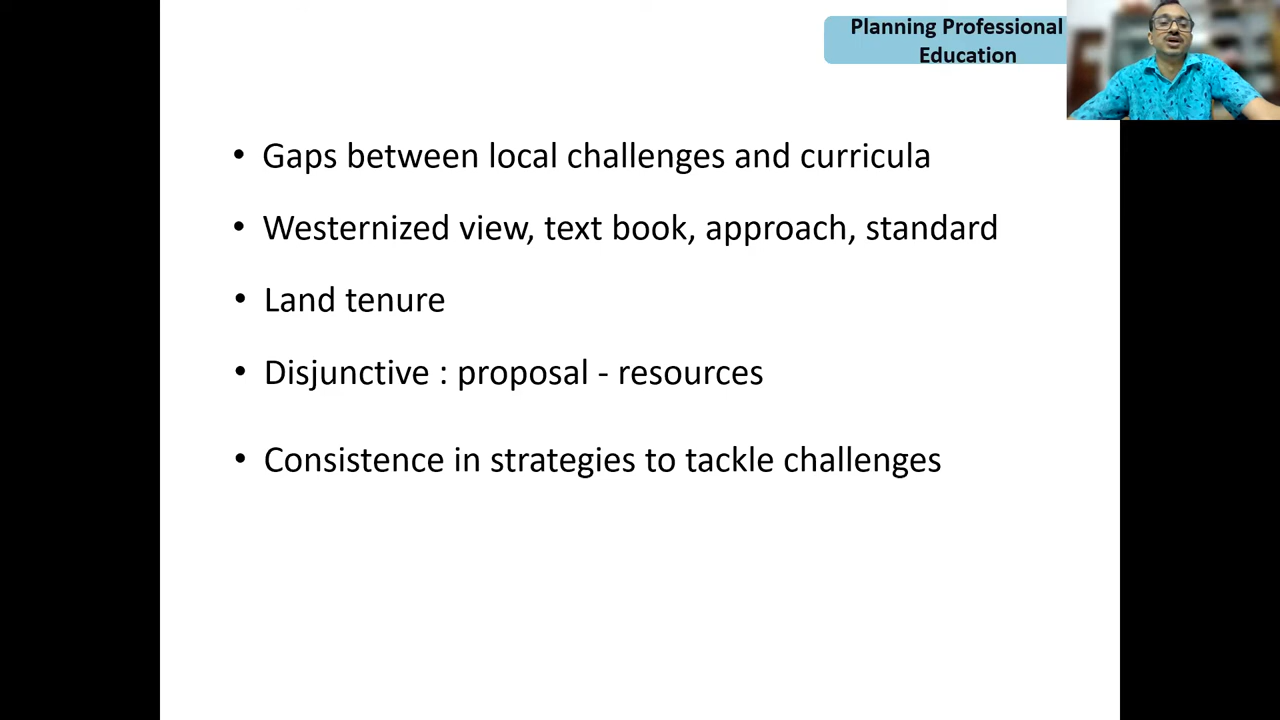 Planning Professional
Education
• Gaps between local challenges and curricula
• Westernized view, text book, approach, standard
• Land tenure
• Disjunctive : proposal - resources
• Consistence in strategies to tackle challenges